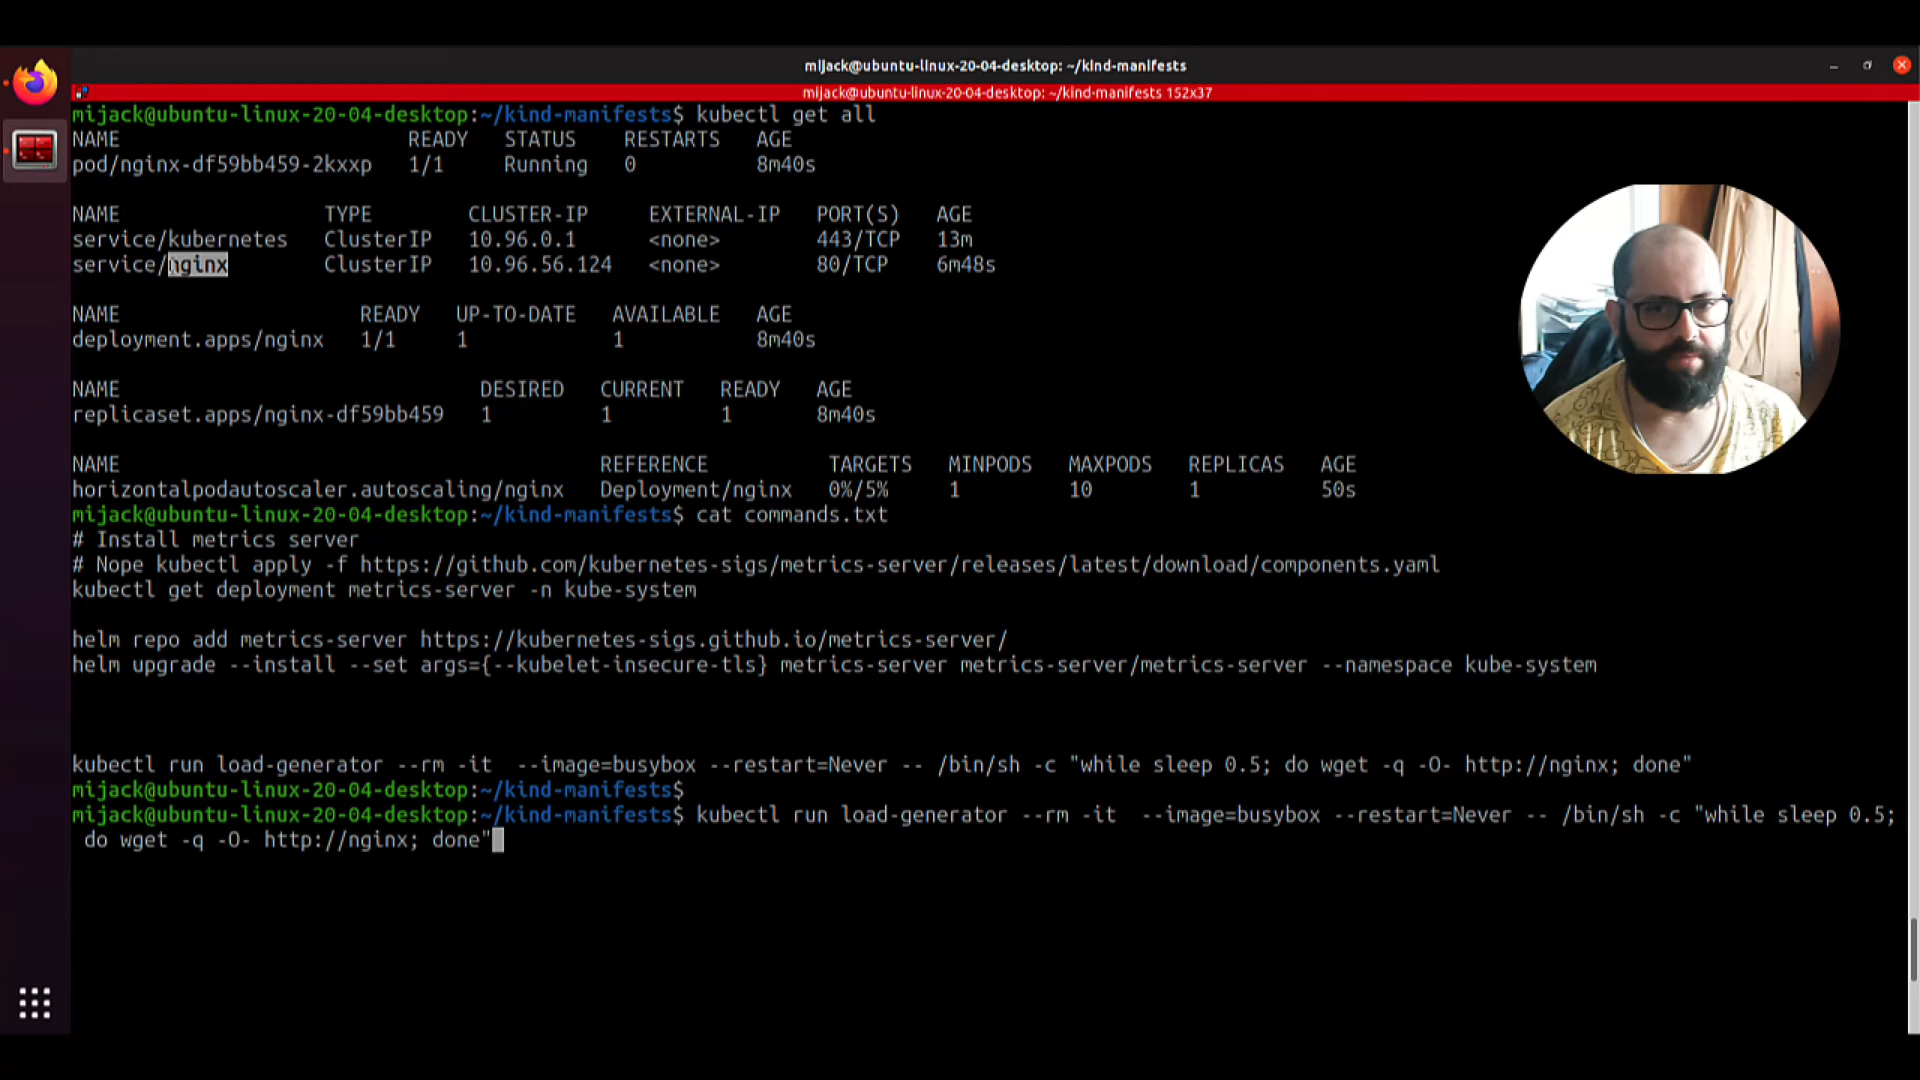 mijack@ubuntu-linux-20-04-desktop: ~/kind-manifests
mijack@ubuntu-linux-20-04-desktop: ~/kind-manifests 152x37
mijack@ubuntu-linux-20-04-desktop:~/kind-manifests$ kubectl get all
NAME READY STATUS RESTARTS AGE
pod/nginx-df59bb459-2kxxp 1/1 Running 0 8m40s
NAME TYPE CLUSTER-IP EXTERNAL-IP PORT(S) AGE
service/kubernetes ClusterIP 10.96.0.1 <none> 443/TCP 13m
service/nginx ClusterIP 10.96.56.124 <none> 80/TCP 6m48s
NAME READY UP-TO-DATE AVAILABLE AGE
deployment.apps/nginx 1/1 1 1 8m40s
NAME DESIRED CURRENT READY AGE
replicaset.apps/nginx-df59bb459 1 1 1 8m40s
NAME REFERENCE TARGETS MINPODS MAXPODS REPLICAS AGE
horizontalpodautoscaler.autoscaling/nginx Deployment/nginx 0%/5% 1 10 1 50s
mijack@ubuntu-linux-20-04-desktop:~/kind-manifests$ cat commands.txt
# Install metrics server
# Nope kubectl apply -f https://github.com/kubernetes-sigs/metrics-server/releases/latest/download/components.yaml
kubectl get deployment metrics-server -n kube-system
helm repo add metrics-server https://kubernetes-sigs.github.io/metrics-server/
helm upgrade --install --set args={--kubelet-insecure-tls} metrics-server metrics-server/metrics-server --namespace kube-system
kubectl run load-generator --rm -it  --image=busybox --restart=Never -- /bin/sh -c "while sleep 0.5; do wget -q -O- http://nginx; done"
mijack@ubuntu-linux-20-04-desktop:~/kind-manifests$
mijack@ubuntu-linux-20-04-desktop:~/kind-manifests$ kubectl run load-generator --rm -it  --image=busybox --restart=Never -- /bin/sh -c "while sleep 0.5;
do wget -q -O- http://nginx; done"